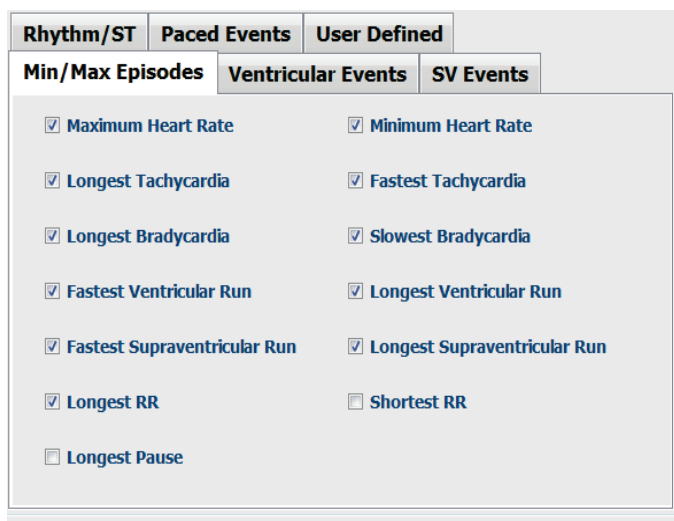 Rhythm/ST Paced Events User Defined
Min/Max Episodes Ventricular Events SV Events
Maximum Heart Rate Minimum Heart Rate
Longest Tachycardia Fastest Tachycardia
Longest Bradycardia Slowest Bradycardia
Fastest Ventricular Run Longest Ventricular Run
Fastest Supraventricular Run Longest Supraventricular Run
Longest RR Shortest RR
Longest Pause